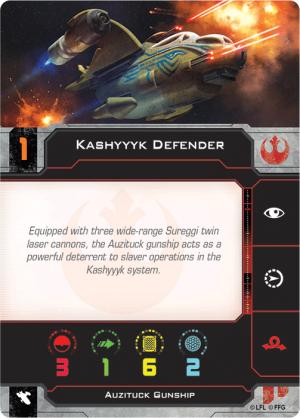 1
KASHYYYK DEFENDER
Equipped with three wide-range Sureggi twin
laser cannons, the Auzituck gunship acts as a
powerful deterrent to slaver operations in the
Kashyyyk system.
3 1 6 2
AUZITUCK GUNSHIP
©LFL ©FFG